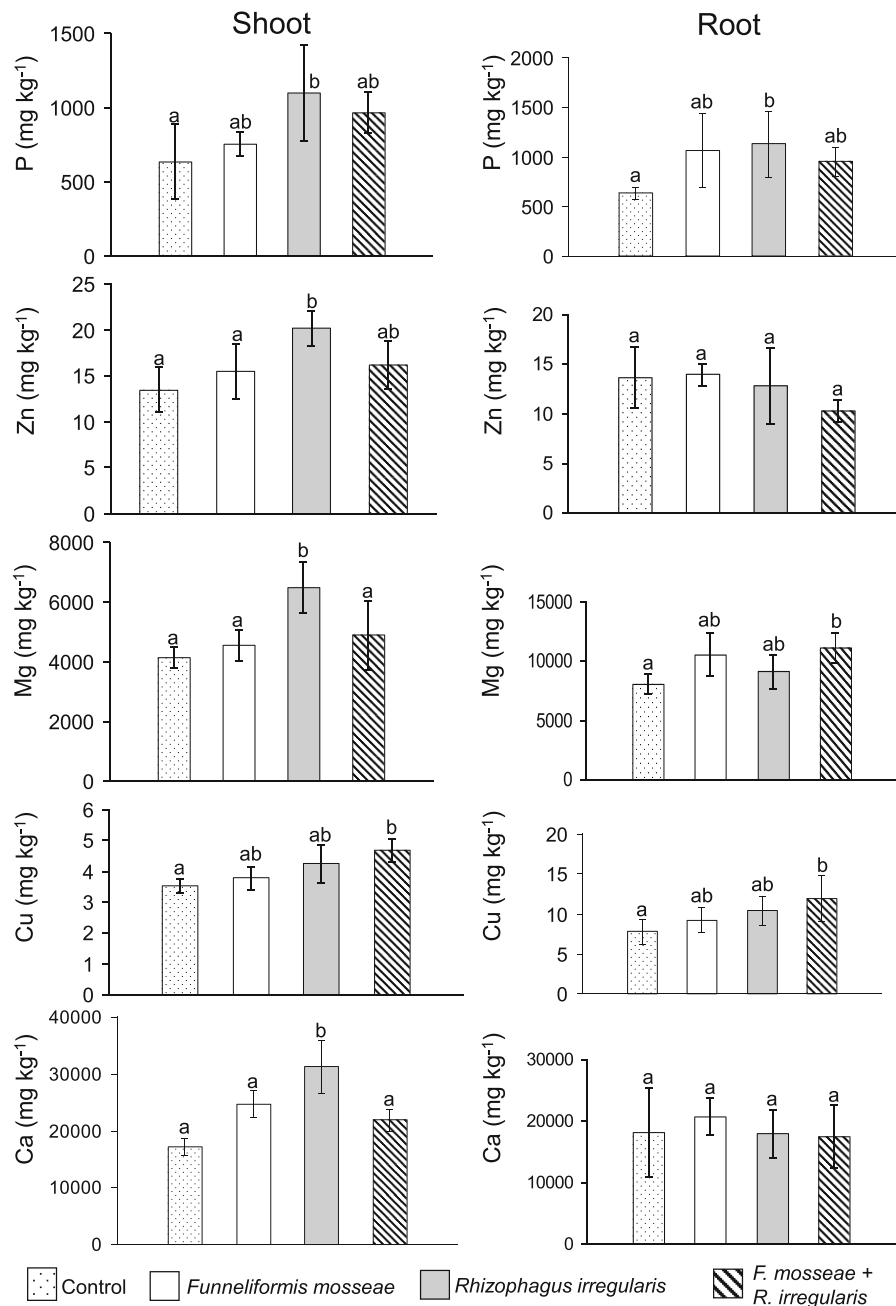 Shoot
Root
P (mg kg⁻¹)
1500
1000
500
0
a
ab
b
ab
P (mg kg⁻¹)
2000
1500
1000
500
0
a
ab
b
ab
Zn (mg kg⁻¹)
25
20
15
10
5
0
a
a
b
ab
Zn (mg kg⁻¹)
20
15
10
5
0
a
a
a
a
Mg (mg kg⁻¹)
8000
6000
4000
2000
0
a
a
b
a
Mg (mg kg⁻¹)
15000
10000
5000
0
a
ab
ab
b
Cu (mg kg⁻¹)
6
5
4
3
2
1
0
a
ab
ab
b
Cu (mg kg⁻¹)
20
15
10
5
0
a
ab
ab
b
Ca (mg kg⁻¹)
40000
30000
20000
10000
0
a
a
b
a
Ca (mg kg⁻¹)
30000
20000
10000
0
a
a
a
a
Control
Funneliformis mosseae
Rhizophagus irregularis
F. mosseae +
R. irregularis